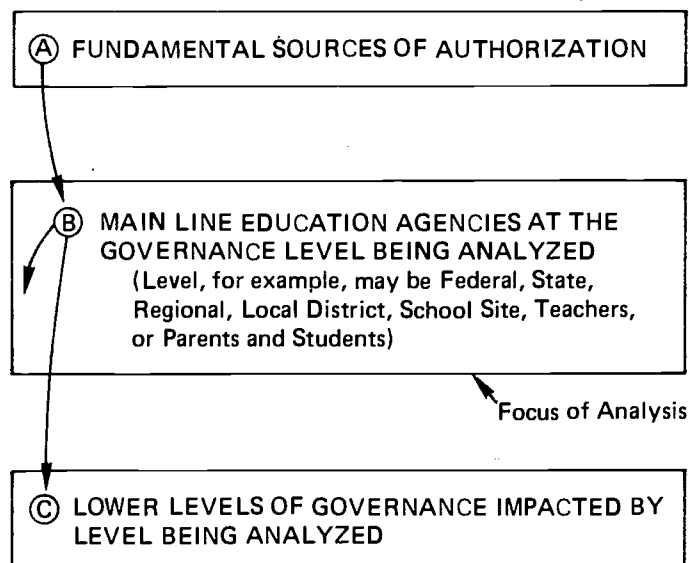 Ⓐ FUNDAMENTAL SOURCES OF AUTHORIZATION
Ⓑ MAIN LINE EDUCATION AGENCIES AT THE
GOVERNANCE LEVEL BEING ANALYZED
(Level, for example, may be Federal, State,
Regional, Local District, School Site, Teachers,
or Parents and Students)
Focus of Analysis
Ⓒ LOWER LEVELS OF GOVERNANCE IMPACTED BY
LEVEL BEING ANALYZED